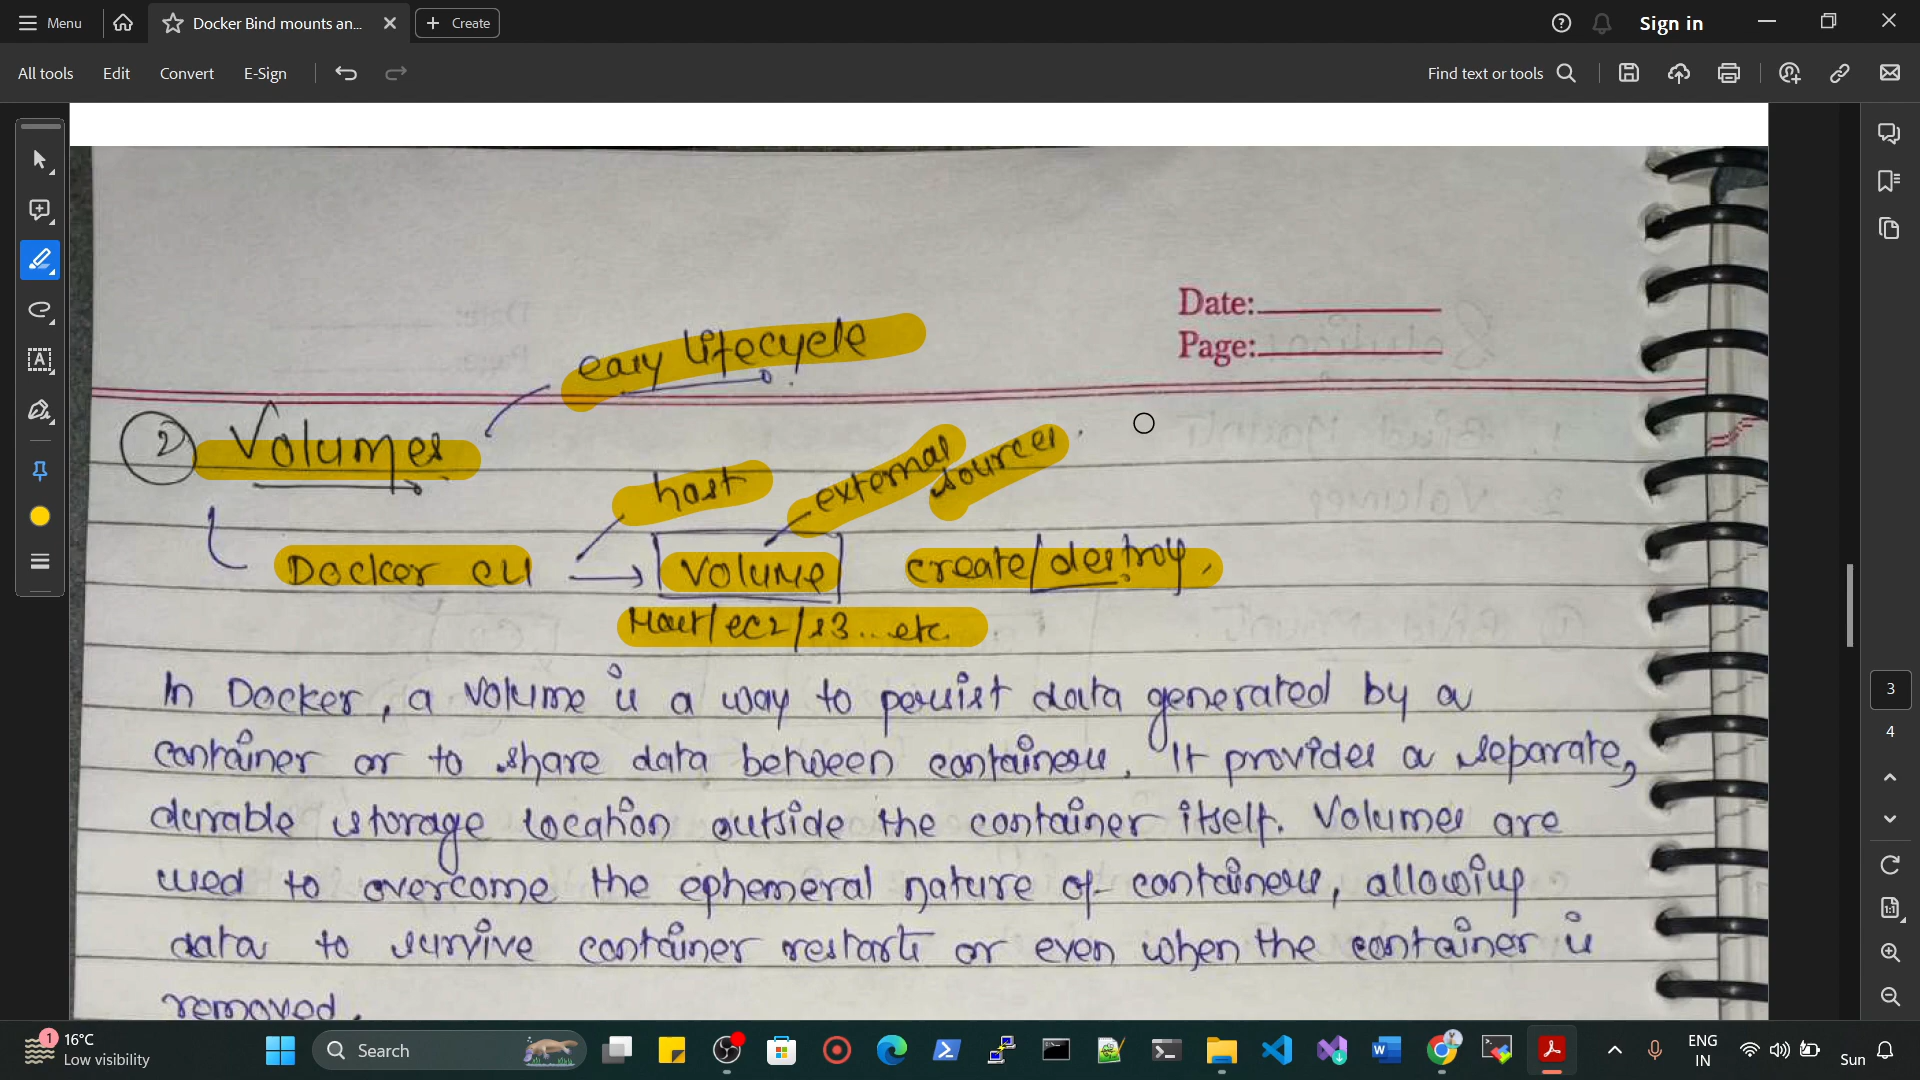 Menu
Docker Bind mounts an...
Create
Sign in
All tools
Edit
Convert
E-Sign
Find text or tools
Date:
Page:
easy lifecycle
2 Volumes
host
external
sources
Docker CLI
Volume
create/destroy
Host/EC2/S3...etc.
In Docker, a volume is a way to persist data generated by a
container or to share data between containers. It provides a separate,
durable storage location outside the container itself. Volumes are
used to overcome the ephemeral nature of containers, allowing
data to survive container restarts or even when the container is
removed.
3
4
1
16°C
Low visibility
Search
ENG
IN
Sun